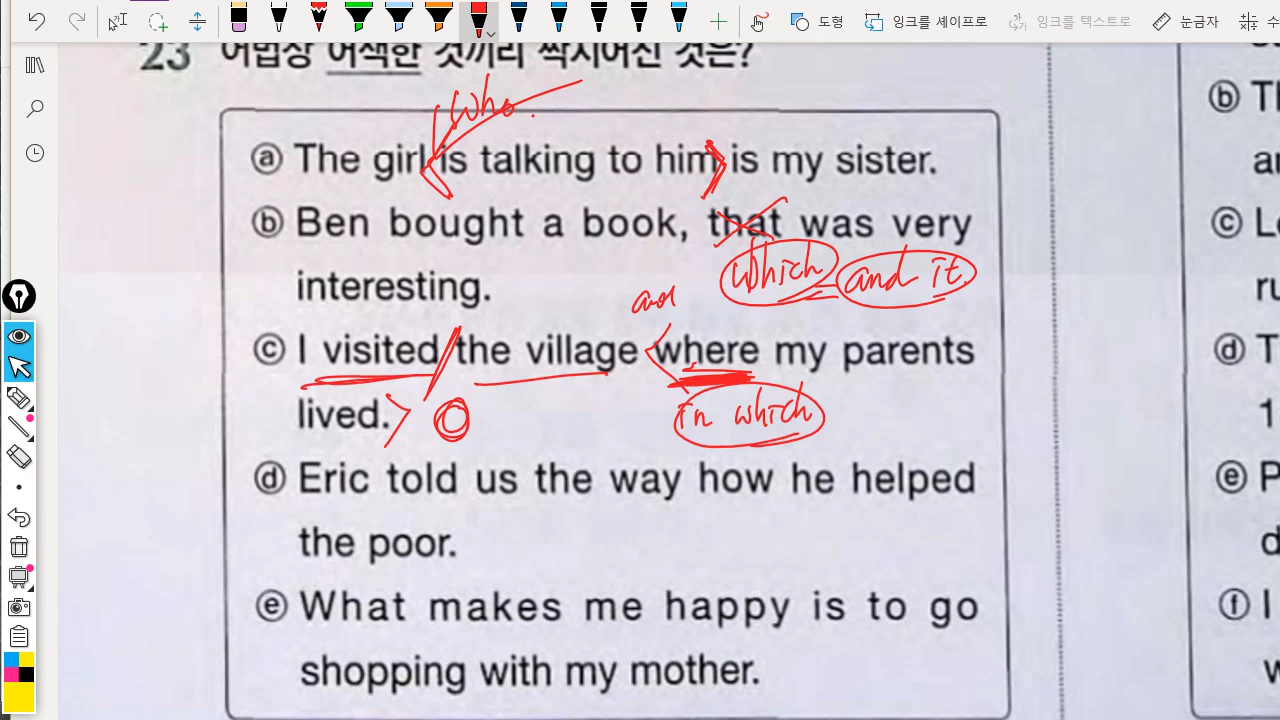 도형 잉크를 셰이프로 잉크를 텍스트로 눈금자 수
23 어법상 어색한 것끼리 짝지어진 것은?
who
ⓐ The girl is talking to him is my sister.
ⓑ Ben bought a book, that was very
which = and it
interesting.
and
ⓒ I visited the village where my parents
lived.
in which
ⓓ Eric told us the way how he helped
the poor.
ⓔ What makes me happy is to go
shopping with my mother.
ⓑ Th
ⓒ
ⓓ T
1
ⓔ P
d
ⓕ I
w